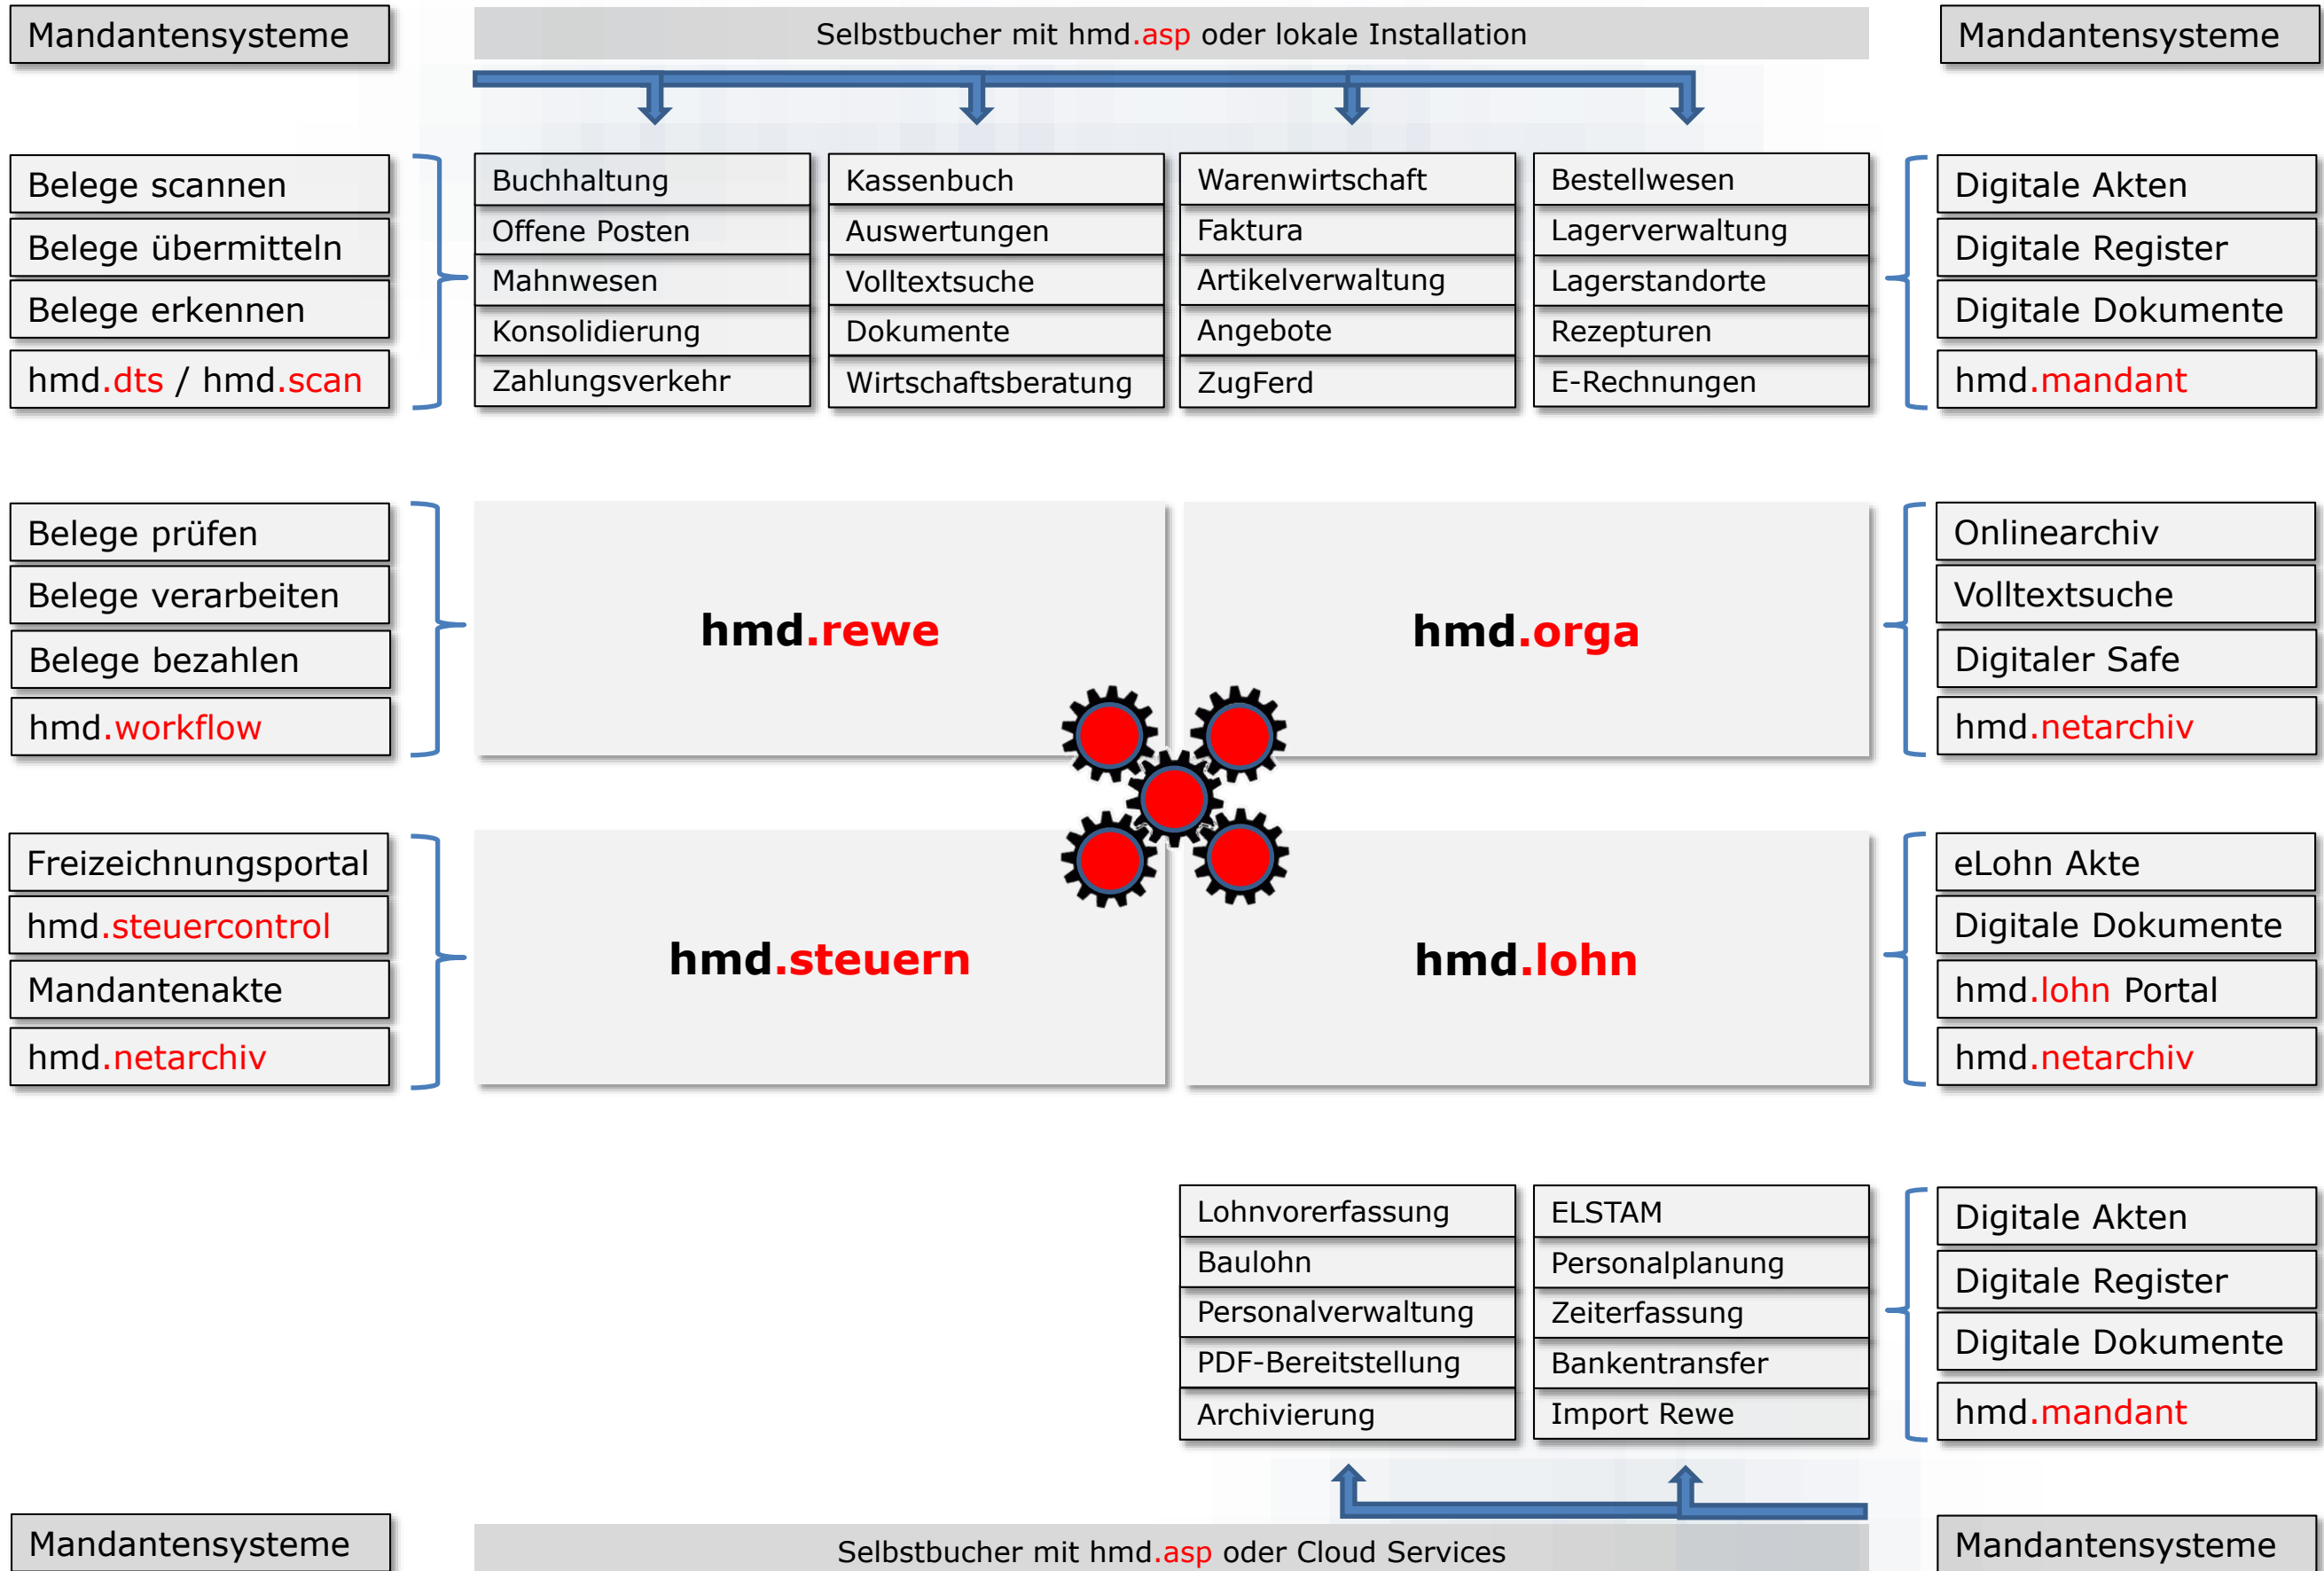 Mandantensysteme
Selbstbucher mit hmd.asp oder lokale Installation
Mandantensysteme
Belege scannen
Belege übermitteln
Belege erkennen
hmd.dts / hmd.scan
Buchhaltung
Offene Posten
Mahnwesen
Konsolidierung
Zahlungsverkehr
Kassenbuch
Auswertungen
Volltextsuche
Dokumente
Wirtschaftsberatung
Warenwirtschaft
Faktura
Artikelverwaltung
Angebote
ZugFerd
Bestellwesen
Lagerverwaltung
Lagerstandorte
Rezepturen
E-Rechnungen
Digitale Akten
Digitale Register
Digitale Dokumente
hmd.mandant
Belege prüfen
Belege verarbeiten
Belege bezahlen
hmd.workflow
hmd.rewe
hmd.orga
Onlinearchiv
Volltextsuche
Digitaler Safe
hmd.netarchiv
Freizeichnungsportal
hmd.steuercontrol
Mandantenakte
hmd.netarchiv
hmd.steuern
hmd.lohn
eLohn Akte
Digitale Dokumente
hmd.lohn Portal
hmd.netarchiv
Lohnvorerfassung
Baulohn
Personalverwaltung
PDF-Bereitstellung
Archivierung
ELSTAM
Personalplanung
Zeiterfassung
Bankentransfer
Import Rewe
Digitale Akten
Digitale Register
Digitale Dokumente
hmd.mandant
Mandantensysteme
Selbstbucher mit hmd.asp oder Cloud Services
Mandantensysteme